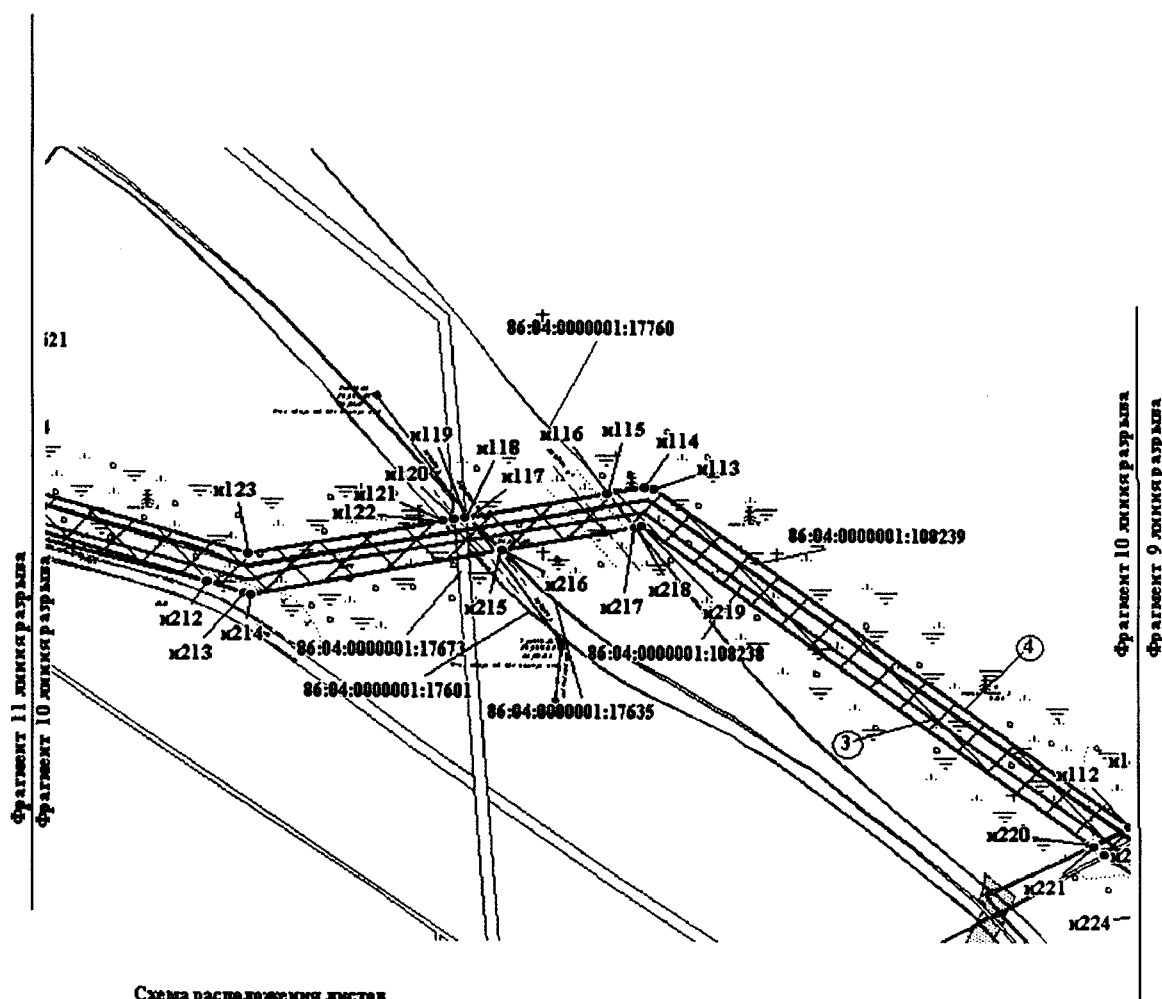 86:04:0000001:17760
621
н119
н118
н116
н115
н114
н113
н120
н117
н123
н121
н122
86:04:0000001:108239
н216
н218
н212
н215
н217
н219
н214
н213
86:04:0000001:17673
86:04:0000001:108238
4
86:04:0000001:17601
86:04:0000001:17635
3
н112
н1
н220
н2
н221
н224
Фрагмент 11 линия разрыва
Фрагмент 10 линия разрыва
Фрагмент 10 линия разрыва
Фрагмент 9 линия разрыва
Схема расположения листов